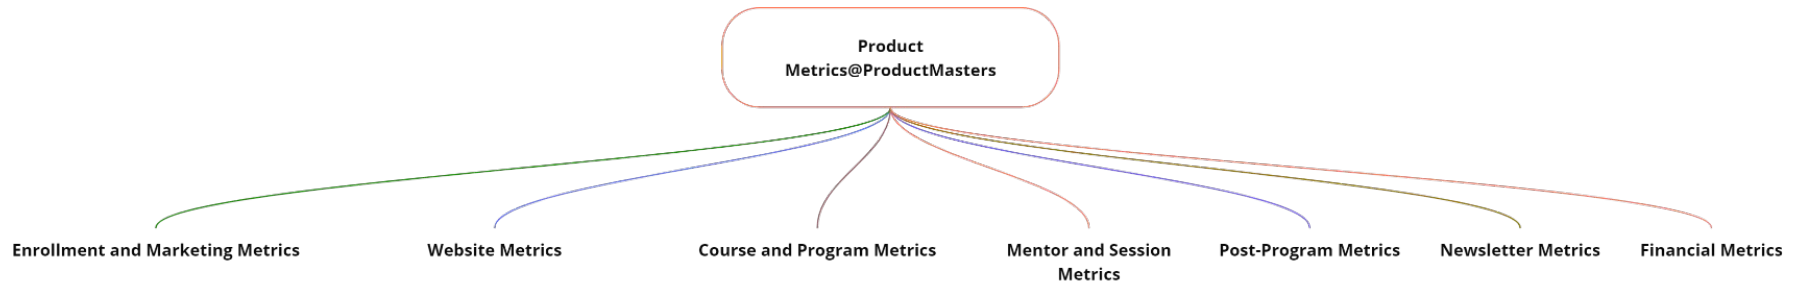 Product
Metrics@ProductMasters
Enrollment and Marketing Metrics
Website Metrics
Course and Program Metrics
Mentor and Session
Metrics
Post-Program Metrics
Newsletter Metrics
Financial Metrics